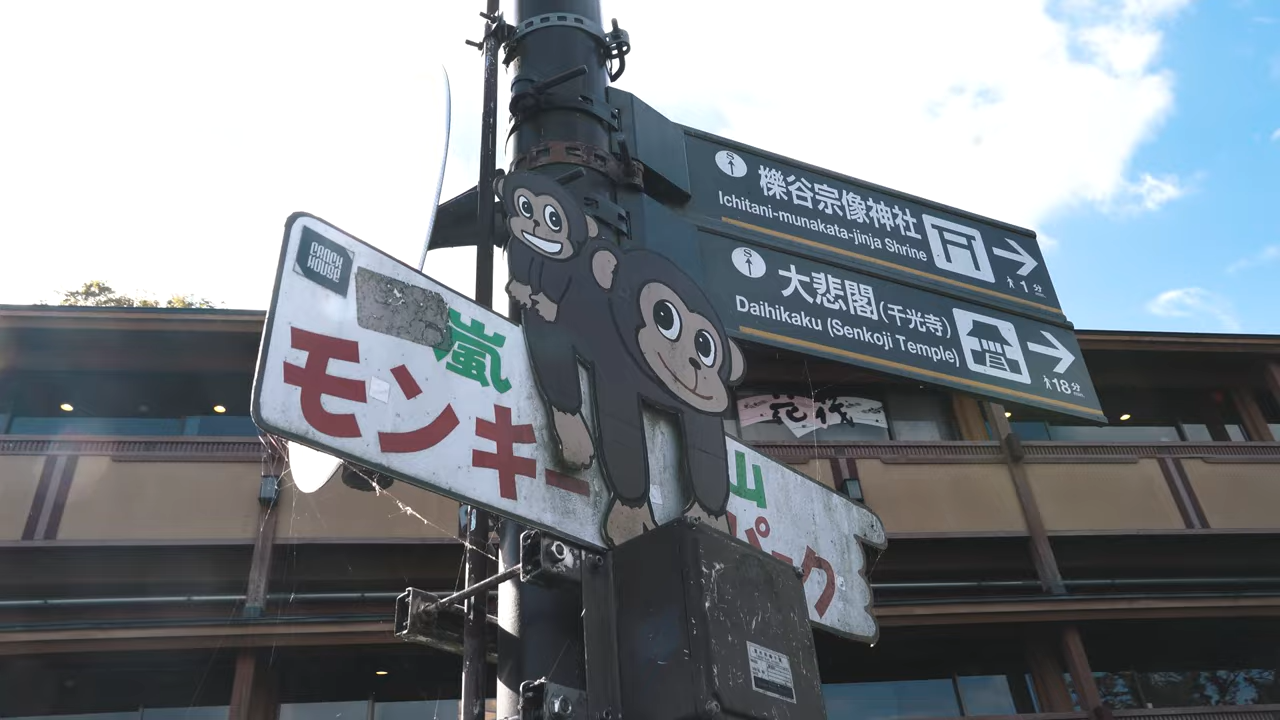 S
櫟谷宗像神社
Ichitani-munakata-jinja Shrine
1分
S
大悲閣(千光寺)
Daihikaku (Senkoji Temple)
18分
CRACK
HOUSE
嵐
山
モンキー
パーク